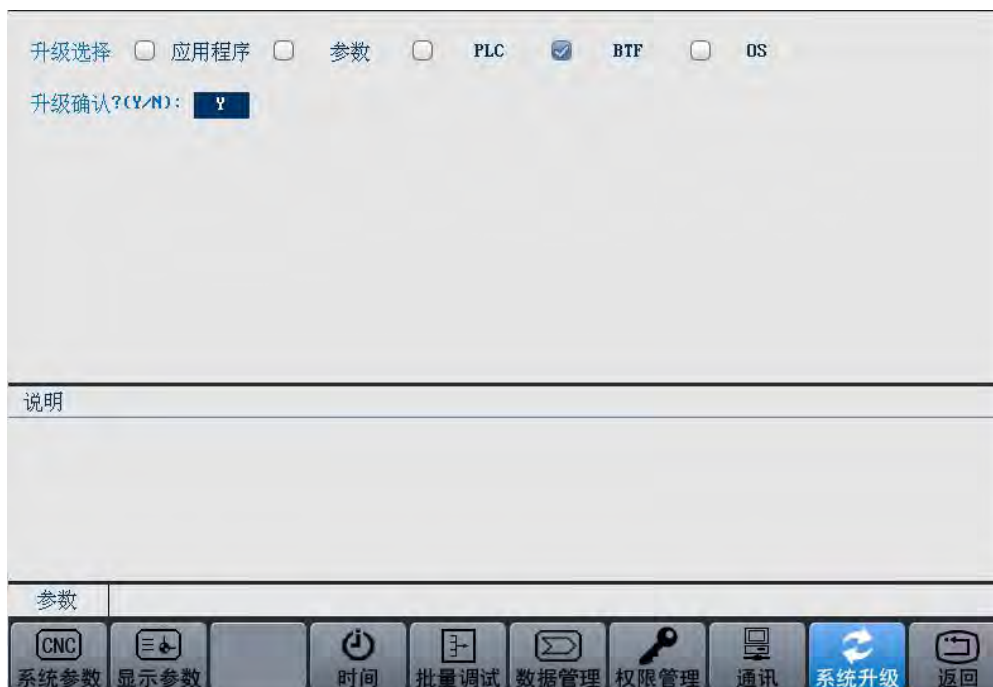 升级选择 应用程序 参数 PLC BTF OS
升级确认?(Y/N): Y
说明
参数
CNC
系统参数 显示参数 时间 批量调试 数据管理 权限管理 通讯 系统升级 返回